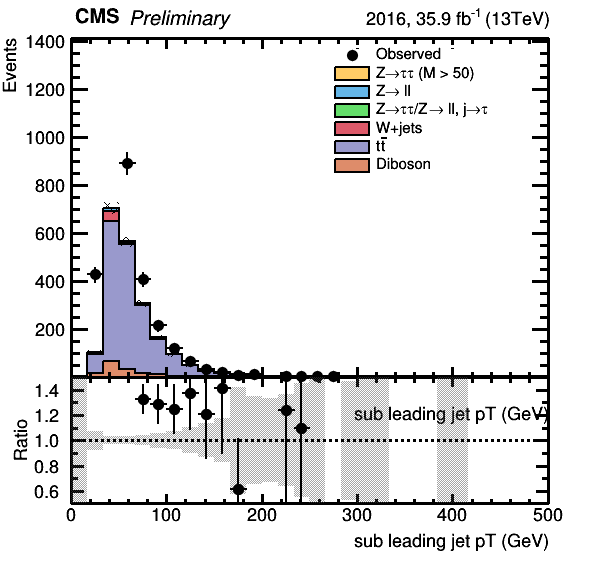 CMS Preliminary 2016, 35.9 fb⁻¹ (13TeV)
Events
1400
1200
1000
800
600
400
200
Observed
Z→ττ (M > 50)
Z→ ll
Z→ττ/Z→ ll, j→τ
W+jets
tt̄
Diboson
Ratio
1.4
1.2
1.0
0.8
0.6
sub leading jet pT (GeV)
0 100 200 300 400 500
sub leading jet pT (GeV)